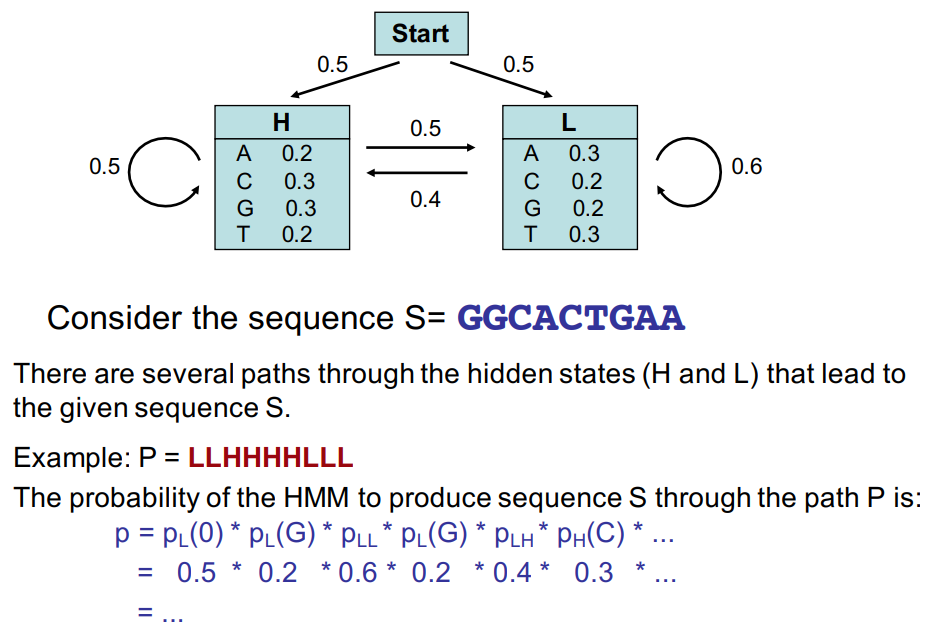 Start
0.5 0.5
H L
0.5
0.5 0.6
0.4
A 0.2 A 0.3
C 0.3 C 0.2
G 0.3 G 0.2
T 0.2 T 0.3
Consider the sequence S= GGCACTGAA
There are several paths through the hidden states (H and L) that lead to
the given sequence S.
Example: P = LLHHHHLLL
The probability of the HMM to produce sequence S through the path P is:
p = pL(0) * pL(G) * pLL * pL(G) * pLH * pH(C) * ...
= 0.5 * 0.2 * 0.6 * 0.2 * 0.4 * 0.3 * ...
= ...